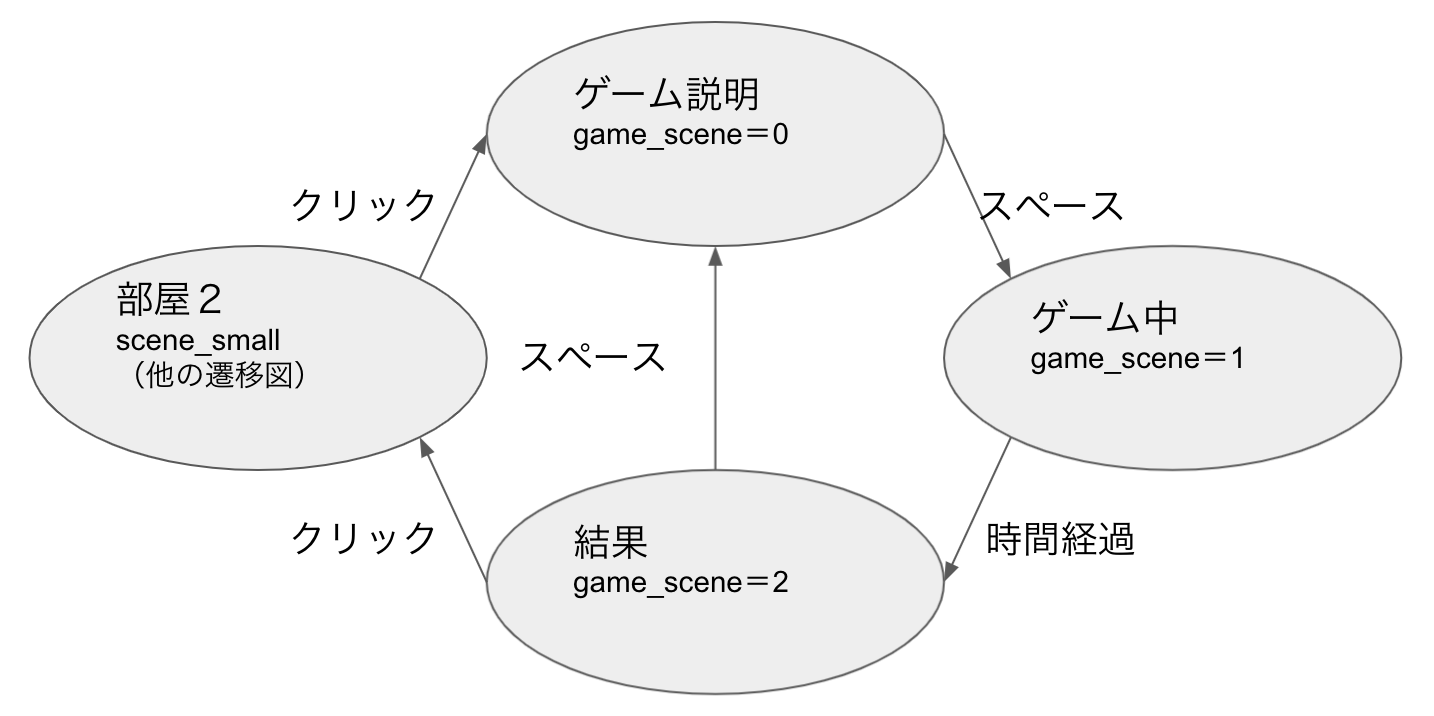 ゲーム説明
game_scene＝0
クリック
スペース
部屋２
scene_small
（他の遷移図）
スペース
ゲーム中
game_scene＝1
クリック
結果
game_scene＝2
時間経過